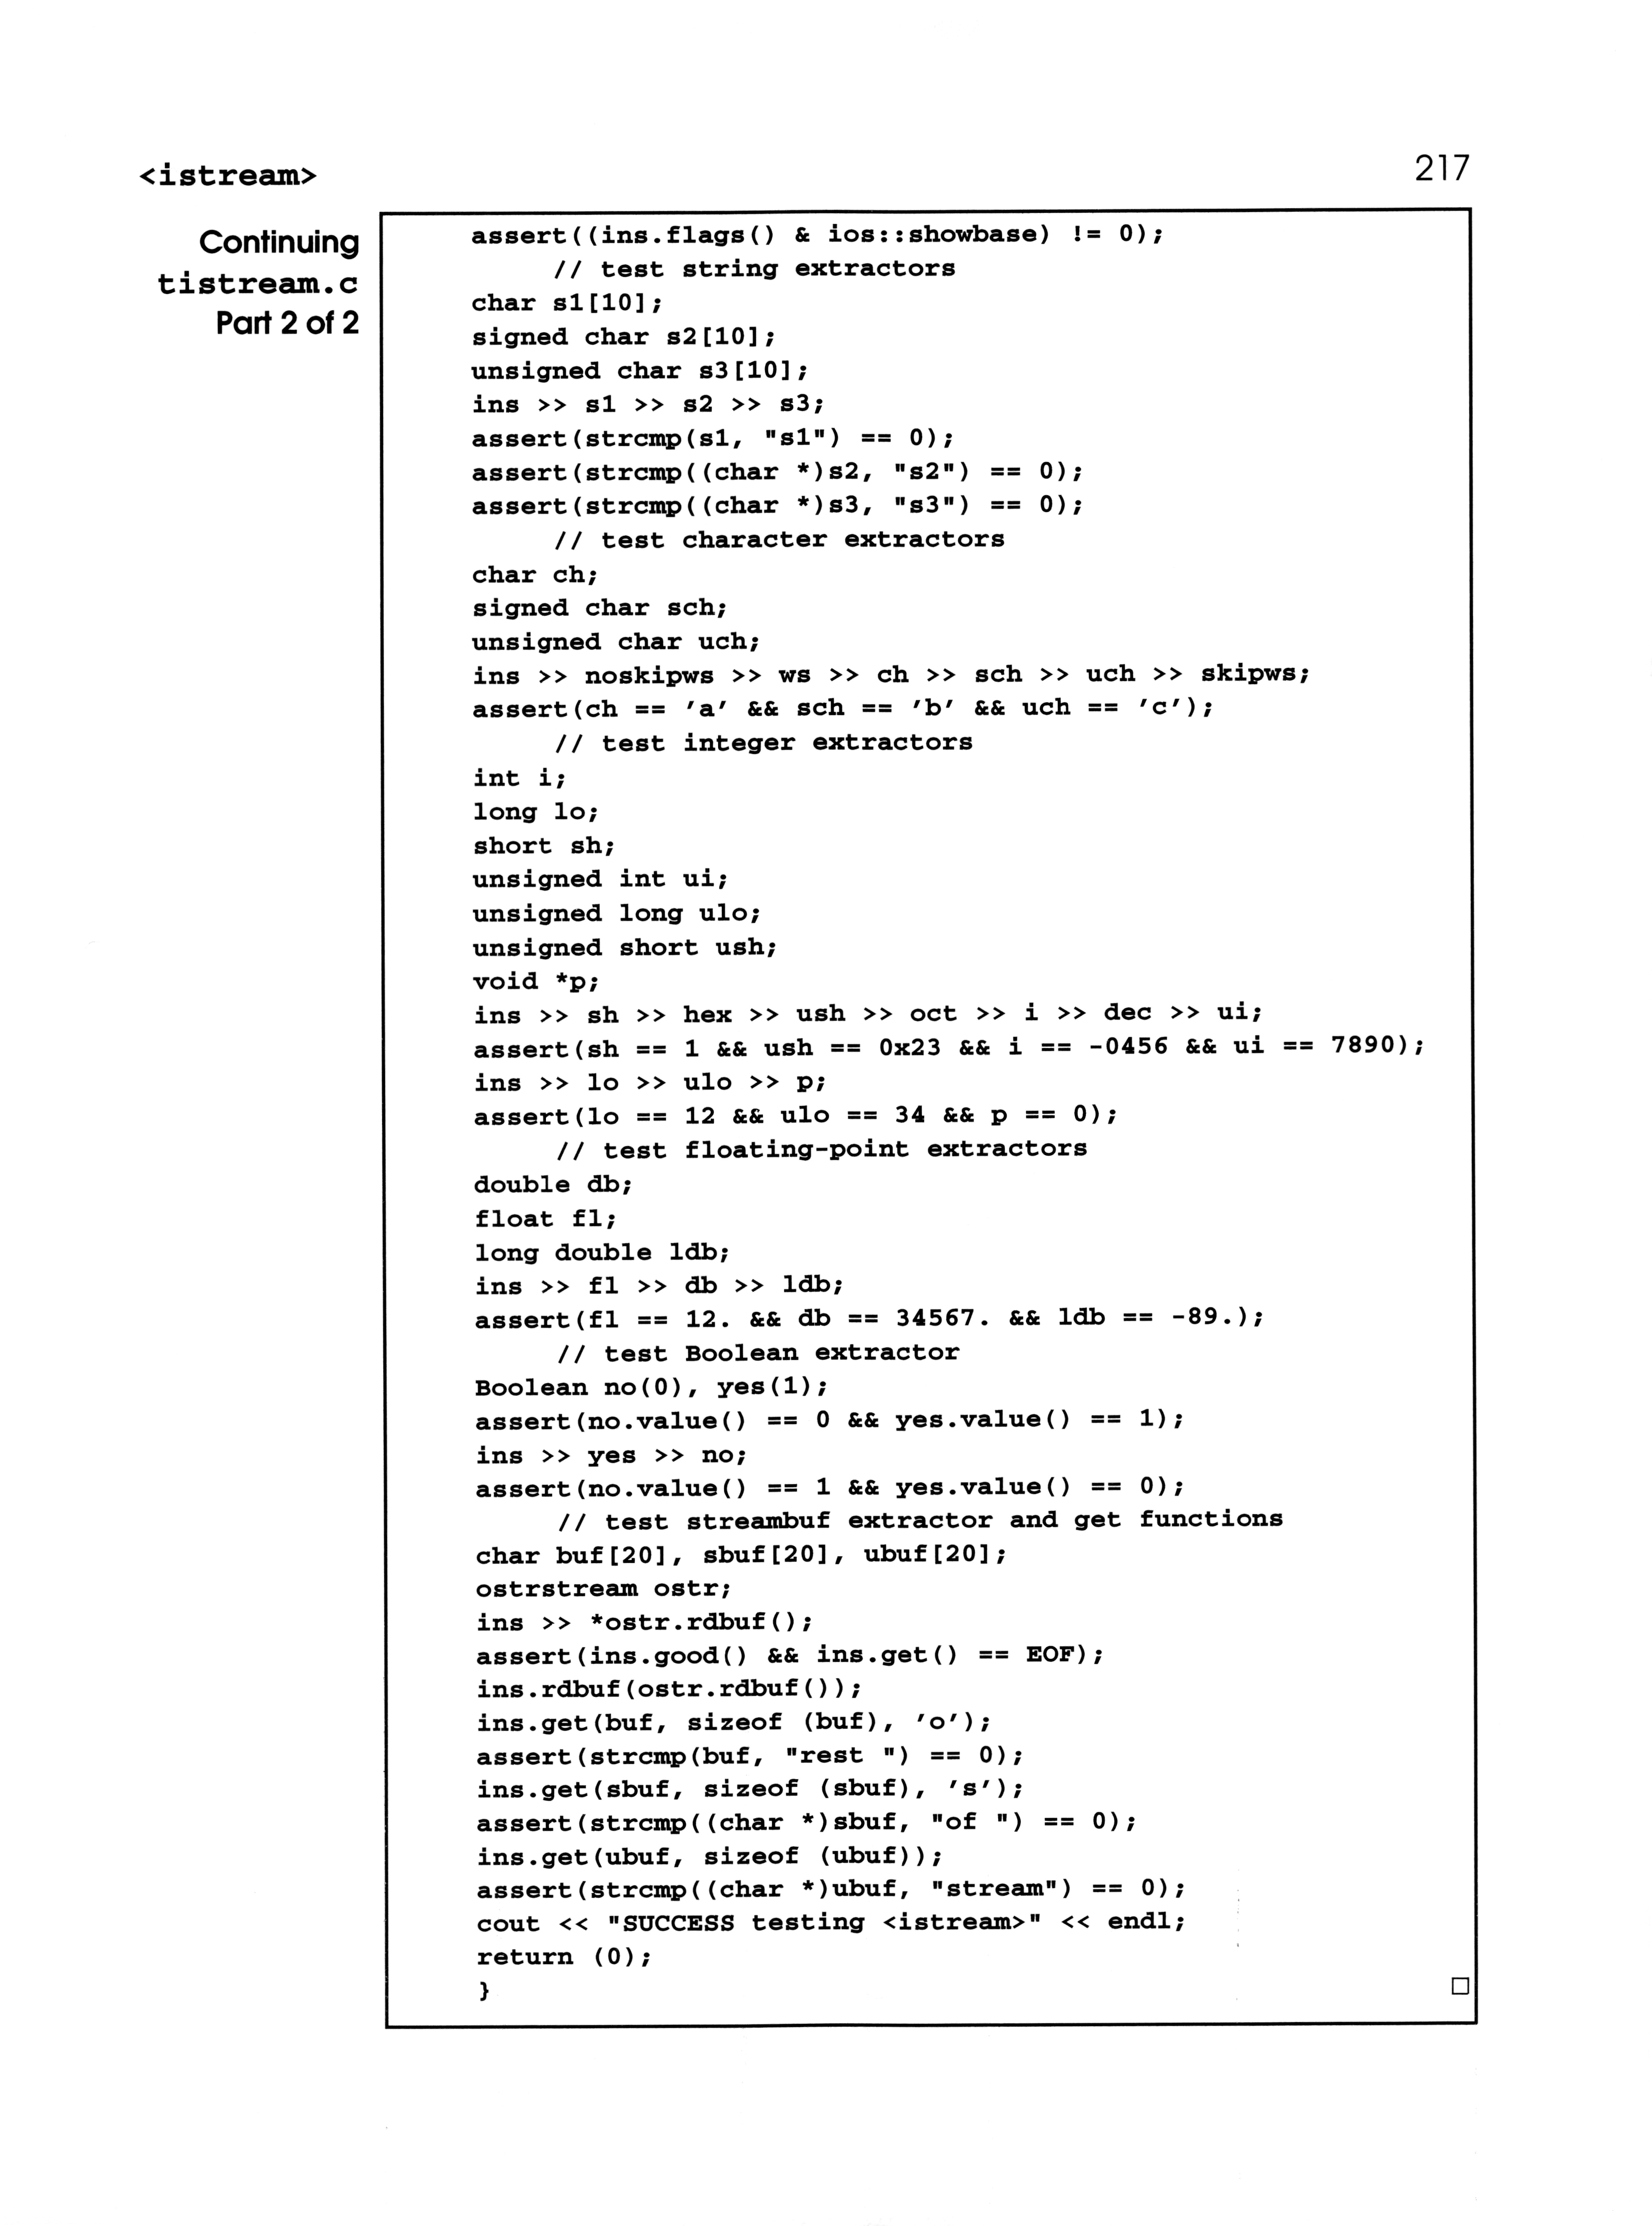 <istream>
217
Continuing
tistream.c
Part 2 of 2
assert((ins.flags() & ios::showbase) != 0);
// test string extractors
char s1[10];
signed char s2[10];
unsigned char s3[10];
ins >> s1 >> s2 >> s3;
assert(strcmp(s1, "s1") == 0);
assert(strcmp((char *)s2, "s2") == 0);
assert(strcmp((char *)s3, "s3") == 0);
// test character extractors
char ch;
signed char sch;
unsigned char uch;
ins >> noskipws >> ws >> ch >> sch >> uch >> skipws;
assert(ch == 'a' && sch == 'b' && uch == 'c');
// test integer extractors
int i;
long lo;
short sh;
unsigned int ui;
unsigned long ulo;
unsigned short ush;
void *p;
ins >> sh >> hex >> ush >> oct >> i >> dec >> ui;
assert(sh == 1 && ush == 0x23 && i == -0456 && ui == 7890);
ins >> lo >> ulo >> p;
assert(lo == 12 && ulo == 34 && p == 0);
// test floating-point extractors
double db;
float fl;
long double ldb;
ins >> fl >> db >> ldb;
assert(fl == 12. && db == 34567. && ldb == -89.);
// test Boolean extractor
Boolean no(0), yes(1);
assert(no.value() == 0 && yes.value() == 1);
ins >> yes >> no;
assert(no.value() == 1 && yes.value() == 0);
// test streambuf extractor and get functions
char buf[20], sbuf[20], ubuf[20];
ostrstream ostr;
ins >> *ostr.rdbuf();
assert(ins.good() && ins.get() == EOF);
ins.rdbuf(ostr.rdbuf());
ins.get(buf, sizeof (buf), 'o');
assert(strcmp(buf, "rest ") == 0);
ins.get(sbuf, sizeof (sbuf), 's');
assert(strcmp((char *)sbuf, "of ") == 0);
ins.get(ubuf, sizeof (ubuf));
assert(strcmp((char *)ubuf, "stream") == 0);
cout << "SUCCESS testing <istream>" << endl;
return (0);
}
□